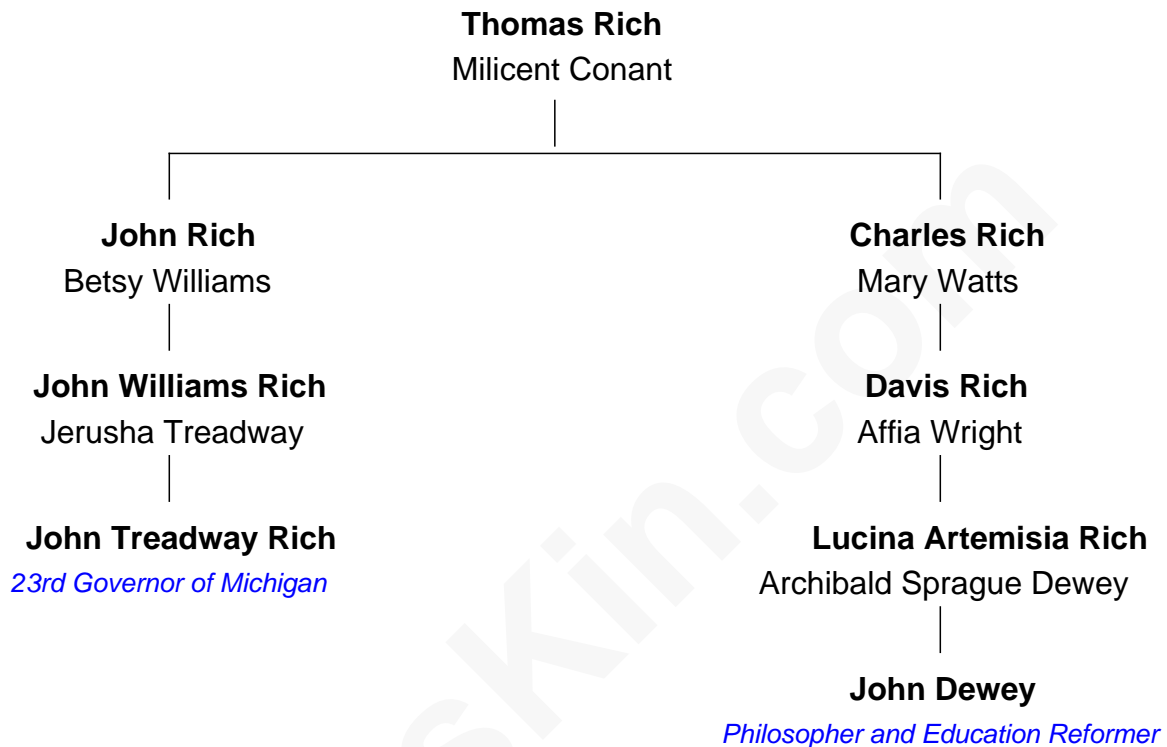 Thomas Rich
Milicent Conant
John Rich
Betsy Williams
Charles Rich
Mary Watts
John Williams Rich
Jerusha Treadway
Davis Rich
Affia Wright
John Treadway Rich
23rd Governor of Michigan
Lucina Artemisia Rich
Archibald Sprague Dewey
John Dewey
Philosopher and Education Reformer
sKin.com